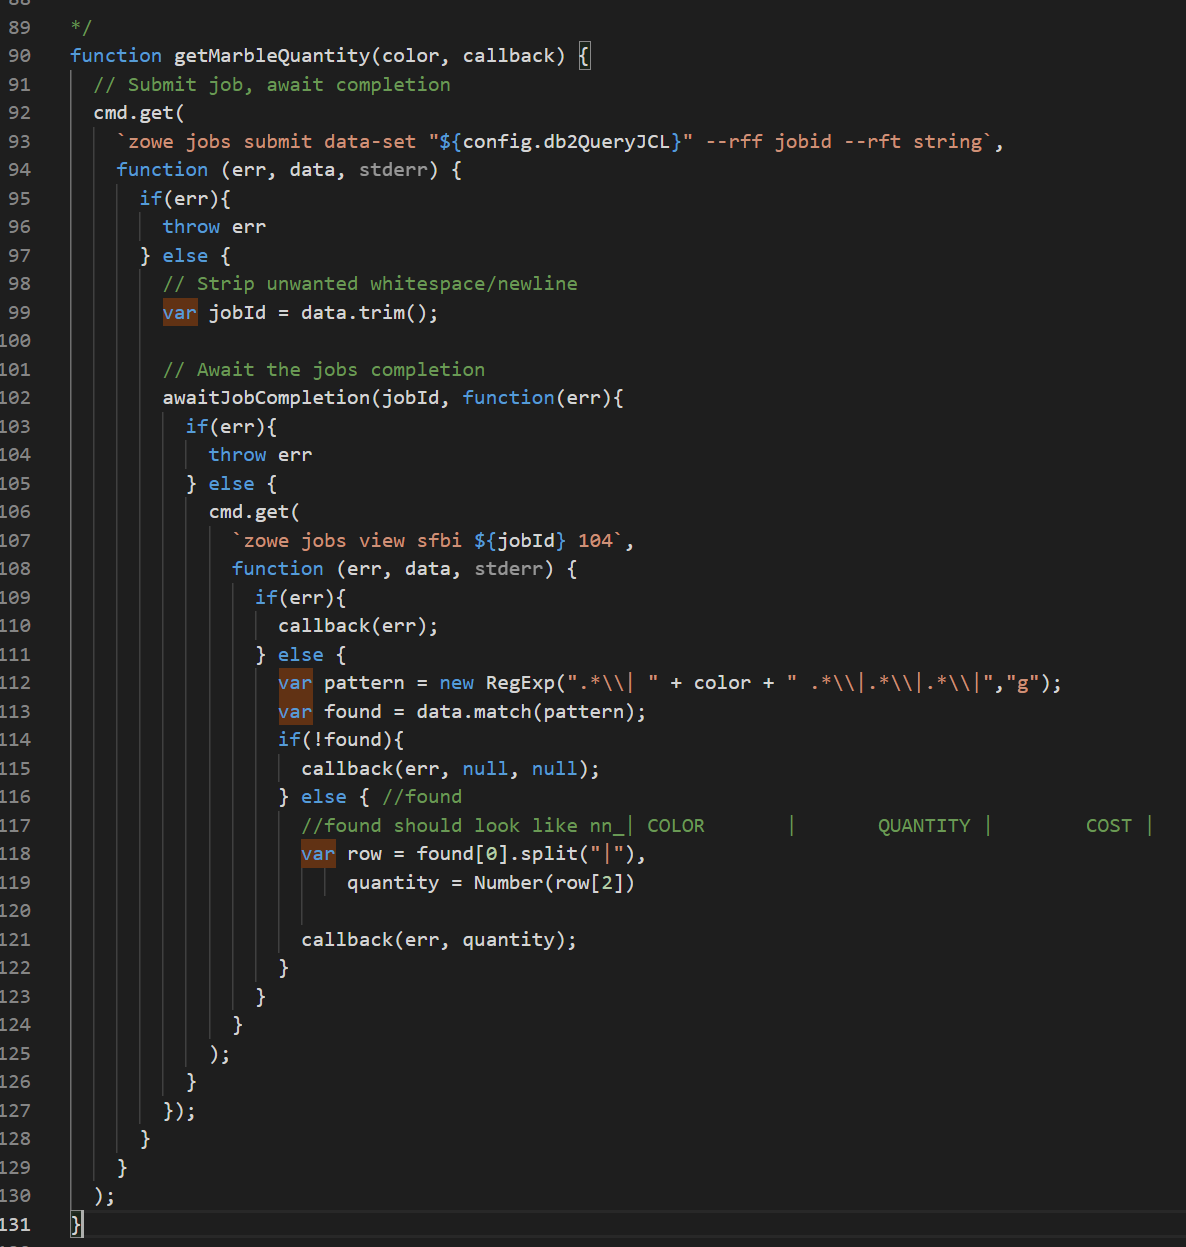 89 */
90 function getMarbleQuantity(color, callback) {
91 // Submit job, await completion
92 cmd.get(
93 `zowe jobs submit data-set "${config.db2QueryJCL}" --rff jobid --rft string`,
94 function (err, data, stderr) {
95 if(err){
96 throw err
97 } else {
98 // Strip unwanted whitespace/newline
99 var jobId = data.trim();
100
101 // Await the jobs completion
102 awaitJobCompletion(jobId, function(err){
103 if(err){
104 throw err
105 } else {
106 cmd.get(
107 `zowe jobs view sfbi ${jobId} 104`,
108 function (err, data, stderr) {
109 if(err){
110 callback(err);
111 } else {
112 var pattern = new RegExp(".*\\| " + color + " .*\\|.*\\|.*\\|","g");
113 var found = data.match(pattern);
114 if(!found){
115 callback(err, null, null);
116 } else { //found
117 //found should look like nn_| COLOR       |       QUANTITY |        COST |
118 var row = found[0].split("|"),
119 quantity = Number(row[2])
120
121 callback(err, quantity);
122 }
123 }
124 }
125 );
126 }
127 });
128 }
129 }
130 );
131 }